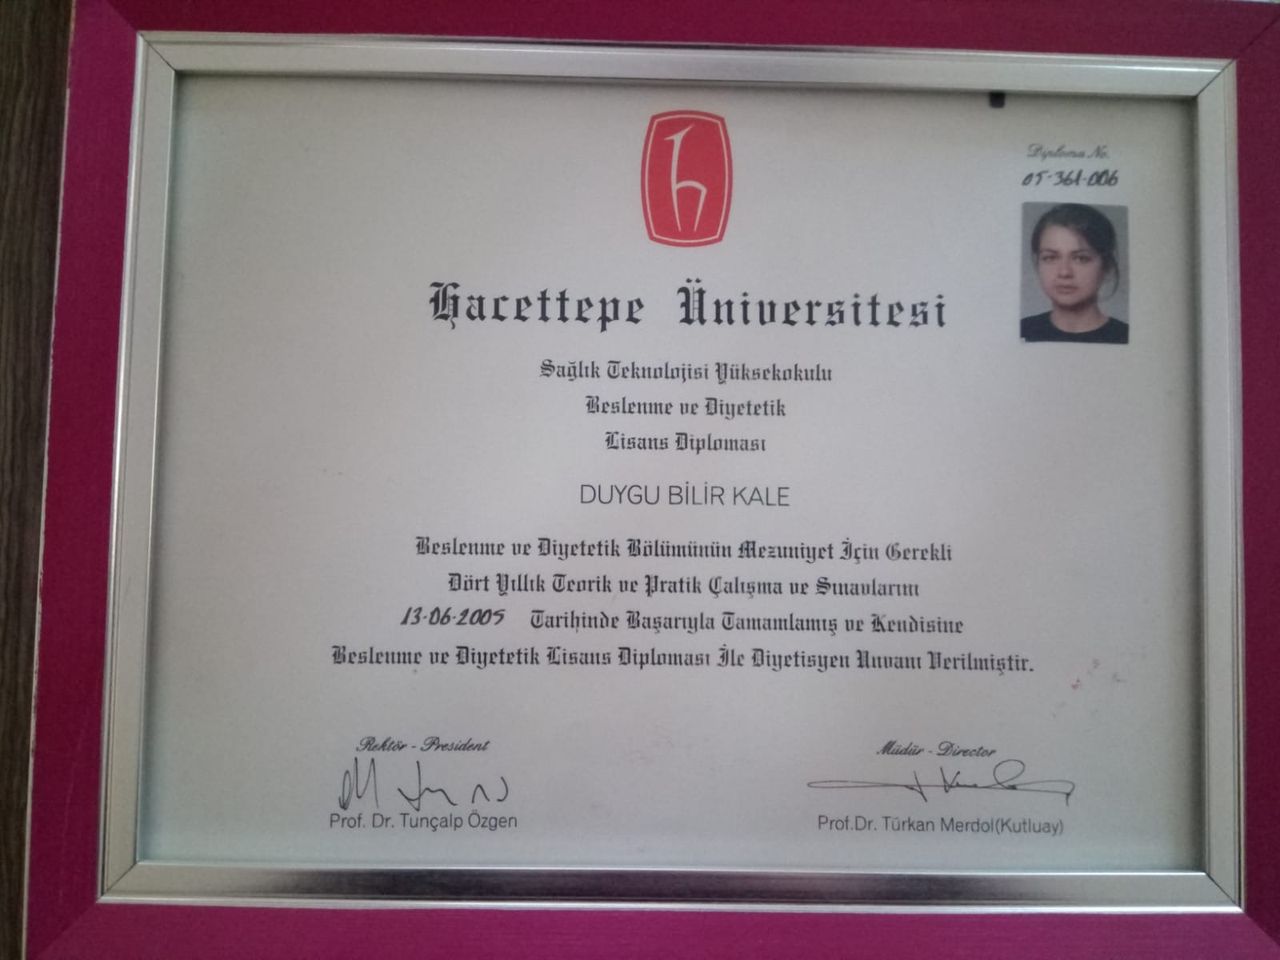 Diploma No.
05-361-006
Hacettepe Üniversitesi
Sağlık Teknolojisi Yüksekokulu
Beslenme ve Diyetetik
Lisans Diploması
DUYGU BİLİR KALE
Beslenme ve Diyetetik Bölümünün Mezuniyet İçin Gerekli
Dört Yıllık Teorik ve Pratik Çalışma ve Sınavlarını
13-06-2005 Tarihinde Başarıyla Tamamlamış ve Kendisine
Beslenme ve Diyetetik Lisans Diploması İle Diyetisyen Unvanı Verilmiştir.
Rektör - President
Prof. Dr. Tunçalp Özgen
Müdür - Director
Prof.Dr. Türkan Merdol(Kutluay)